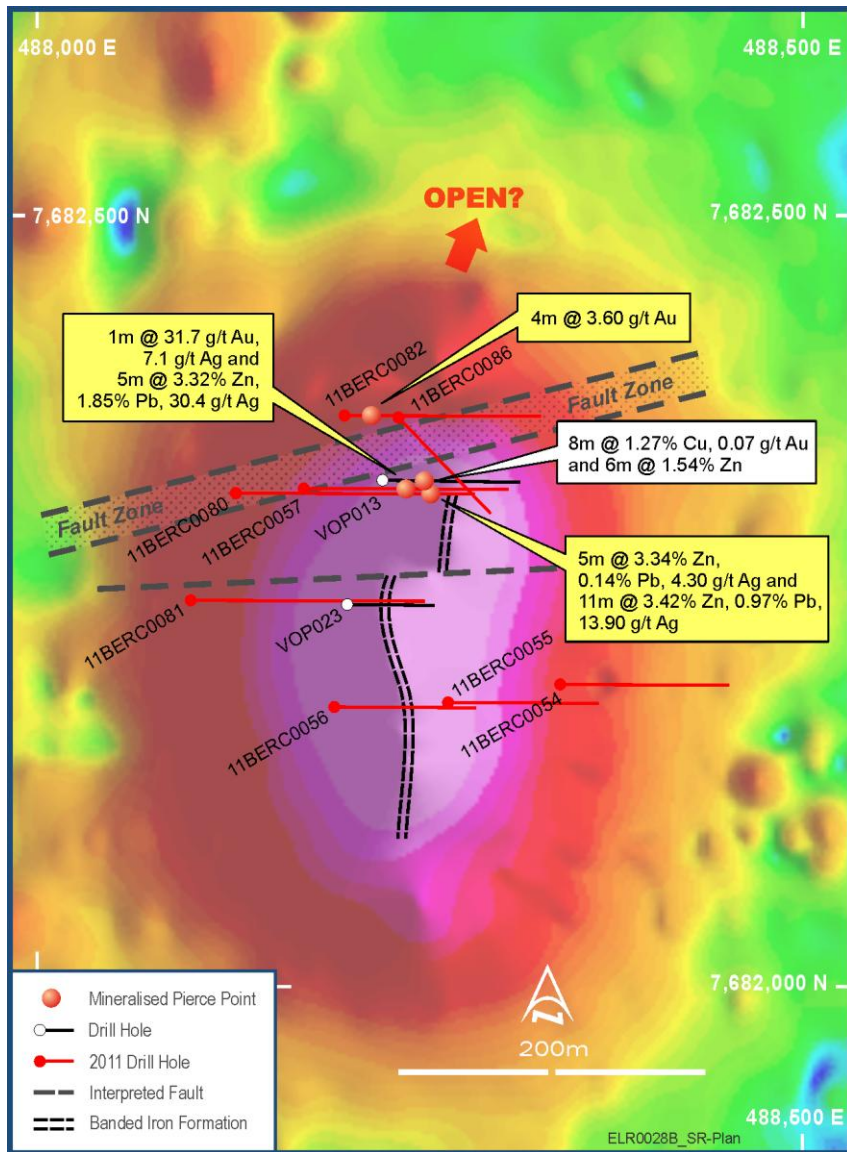 488,000 E
488,500 E
7,682,500 N
7,682,500 N
OPEN?
1m @ 31.7 g/t Au,
7.1 g/t Ag and
5m @ 3.32% Zn,
1.85% Pb, 30.4 g/t Ag
4m @ 3.60 g/t Au
11BERC0082
11BERC0086
Fault Zone
8m @ 1.27% Cu, 0.07 g/t Au
and 6m @ 1.54% Zn
Fault Zone
11BERC0080
11BERC0057
VOP013
5m @ 3.34% Zn,
0.14% Pb, 4.30 g/t Ag and
11m @ 3.42% Zn, 0.97% Pb,
13.90 g/t Ag
11BERC0081
VOP023
11BERC0055
11BERC0056
11BERC0054
Mineralised Pierce Point
Drill Hole
2011 Drill Hole
Interpreted Fault
Banded Iron Formation
7,682,000 N
N
200m
488,500 E
ELR0028B_SR-Plan